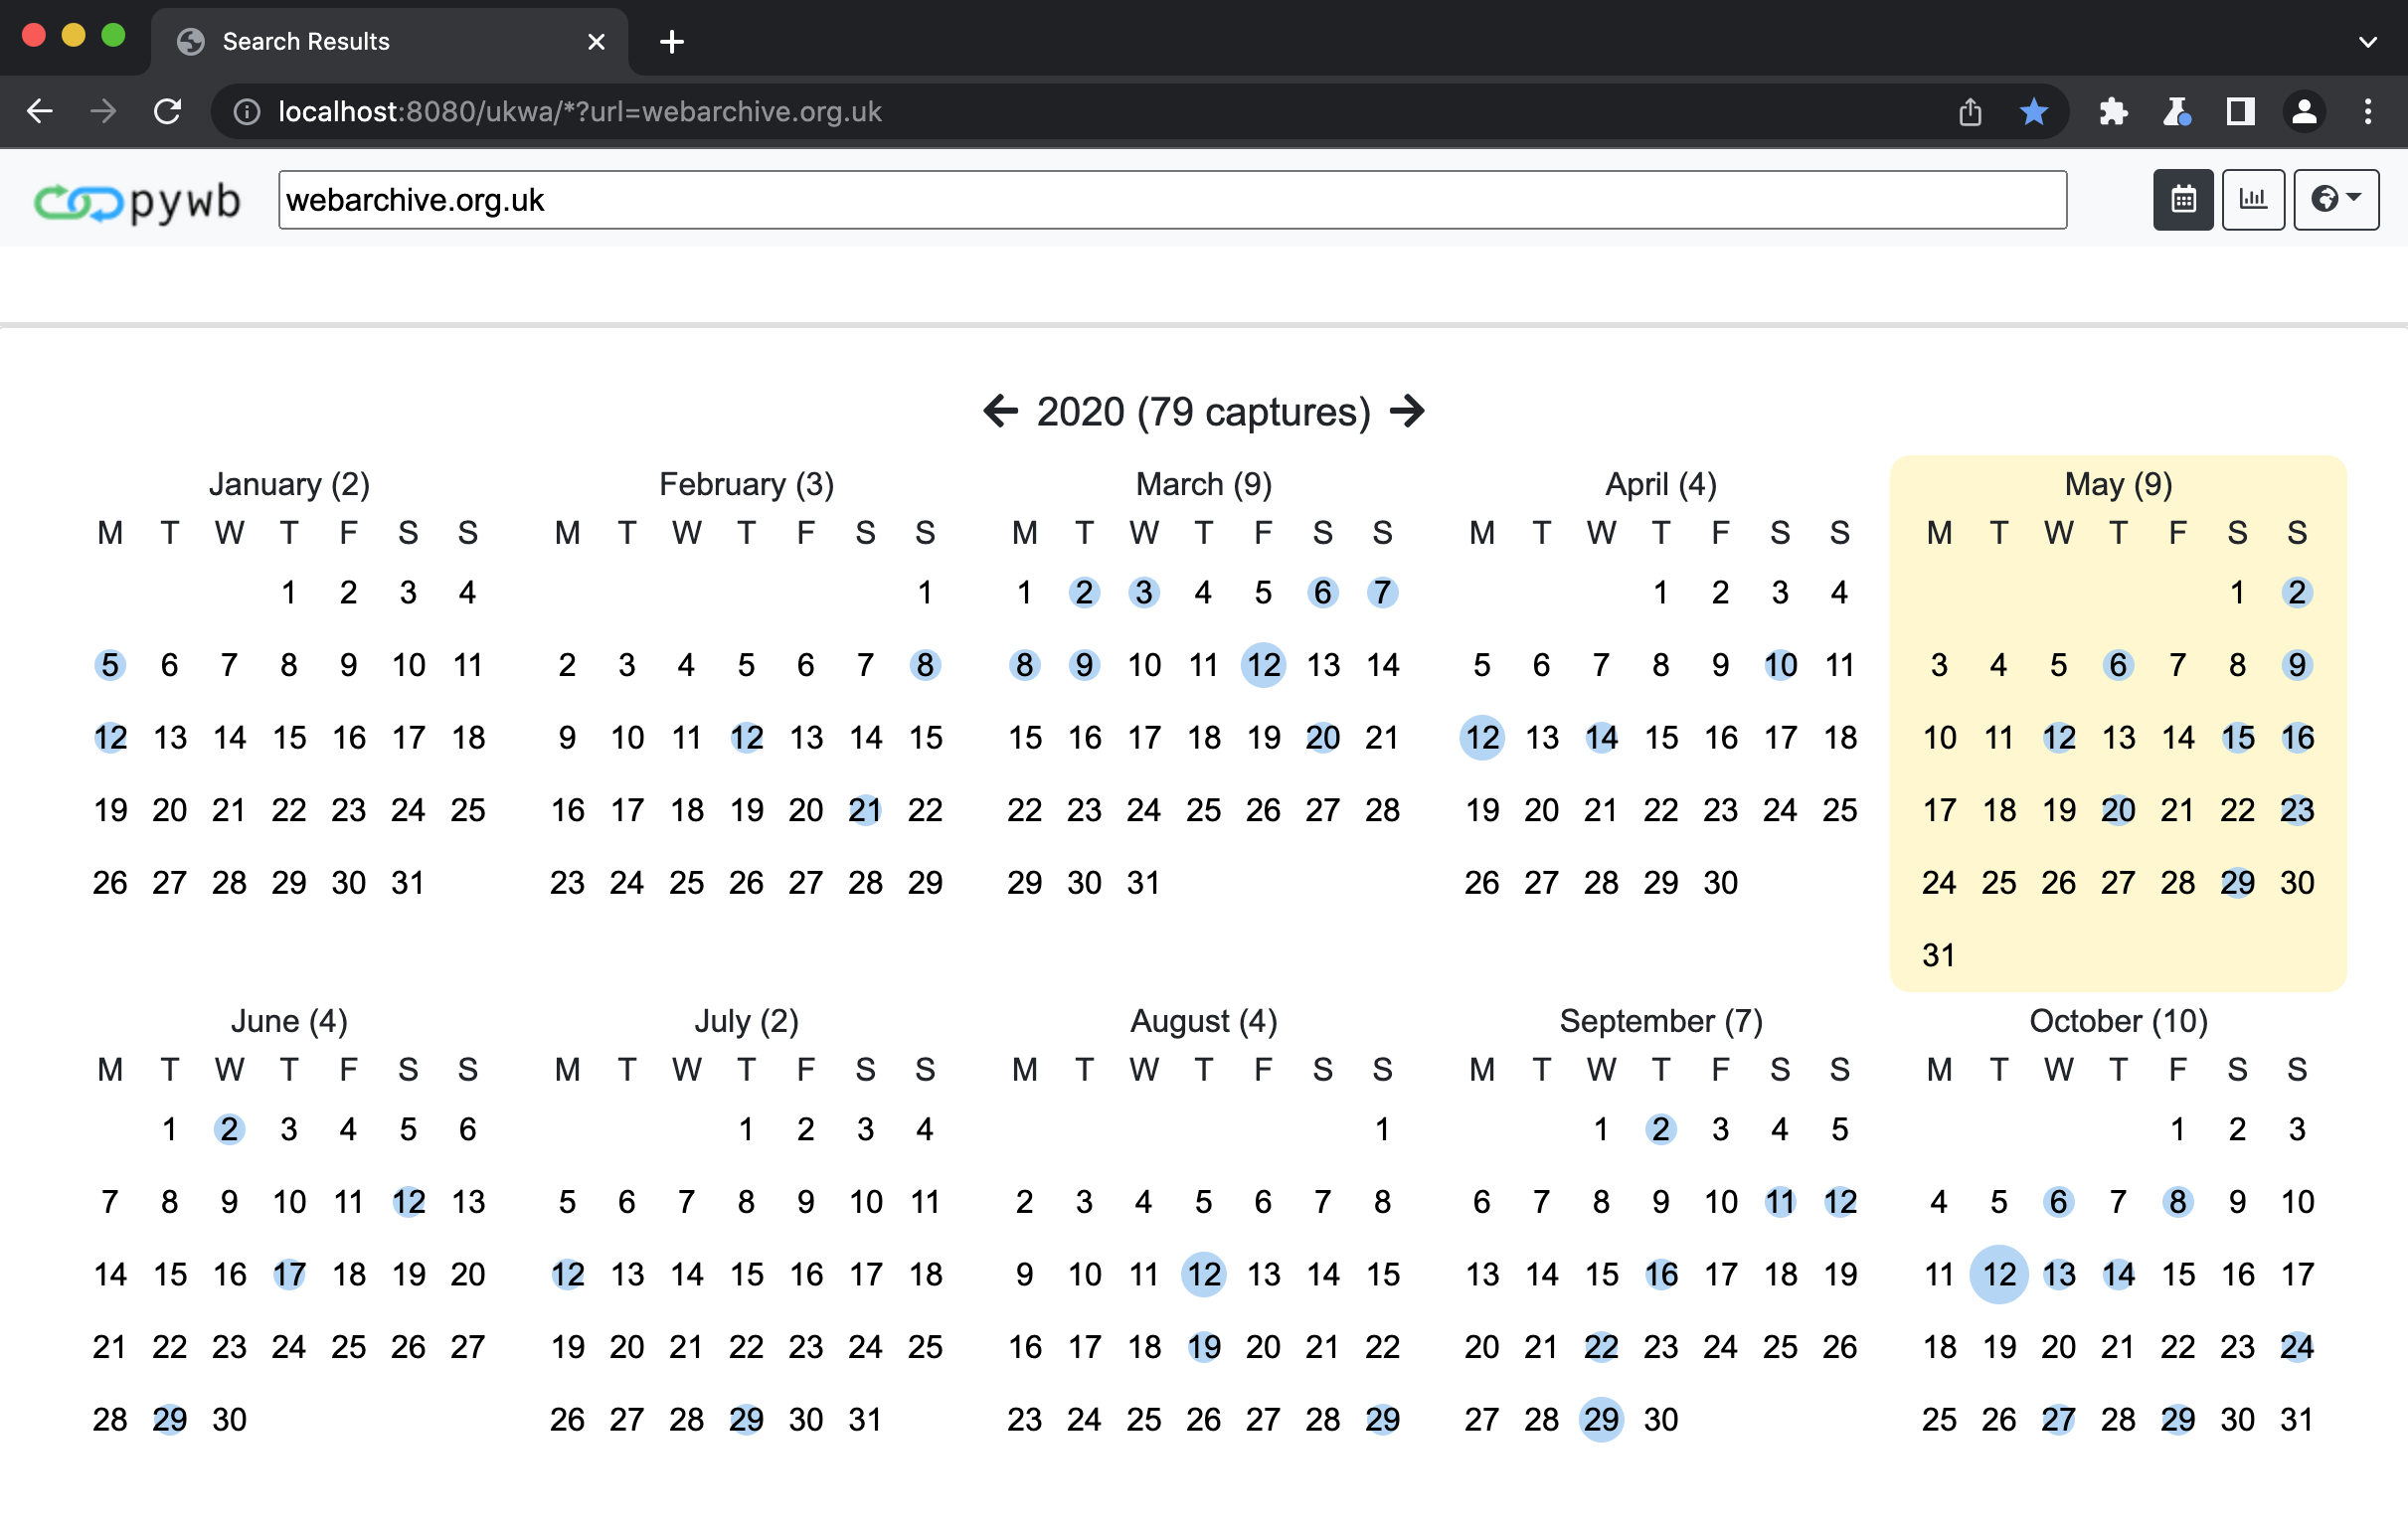 Search Results
localhost:8080/ukwa/*?url=webarchive.org.uk
pywb
webarchive.org.uk
2020 (79 captures)
January (2)
M T W T F S S
1 2 3 4
5 6 7 8 9 10 11
12 13 14 15 16 17 18
19 20 21 22 23 24 25
26 27 28 29 30 31
February (3)
M T W T F S S
1
2 3 4 5 6 7 8
9 10 11 12 13 14 15
16 17 18 19 20 21 22
23 24 25 26 27 28 29
March (9)
M T W T F S S
1 2 3 4 5 6 7
8 9 10 11 12 13 14
15 16 17 18 19 20 21
22 23 24 25 26 27 28
29 30 31
April (4)
M T W T F S S
1 2 3 4
5 6 7 8 9 10 11
12 13 14 15 16 17 18
19 20 21 22 23 24 25
26 27 28 29 30
May (9)
M T W T F S S
1 2
3 4 5 6 7 8 9
10 11 12 13 14 15 16
17 18 19 20 21 22 23
24 25 26 27 28 29 30
31
June (4)
M T W T F S S
1 2 3 4 5 6
7 8 9 10 11 12 13
14 15 16 17 18 19 20
21 22 23 24 25 26 27
28 29 30
July (2)
M T W T F S S
1 2 3 4
5 6 7 8 9 10 11
12 13 14 15 16 17 18
19 20 21 22 23 24 25
26 27 28 29 30 31
August (4)
M T W T F S S
1
2 3 4 5 6 7 8
9 10 11 12 13 14 15
16 17 18 19 20 21 22
23 24 25 26 27 28 29
September (7)
M T W T F S S
1 2 3 4 5
6 7 8 9 10 11 12
13 14 15 16 17 18 19
20 21 22 23 24 25 26
27 28 29 30
October (10)
M T W T F S S
1 2 3
4 5 6 7 8 9 10
11 12 13 14 15 16 17
18 19 20 21 22 23 24
25 26 27 28 29 30 31